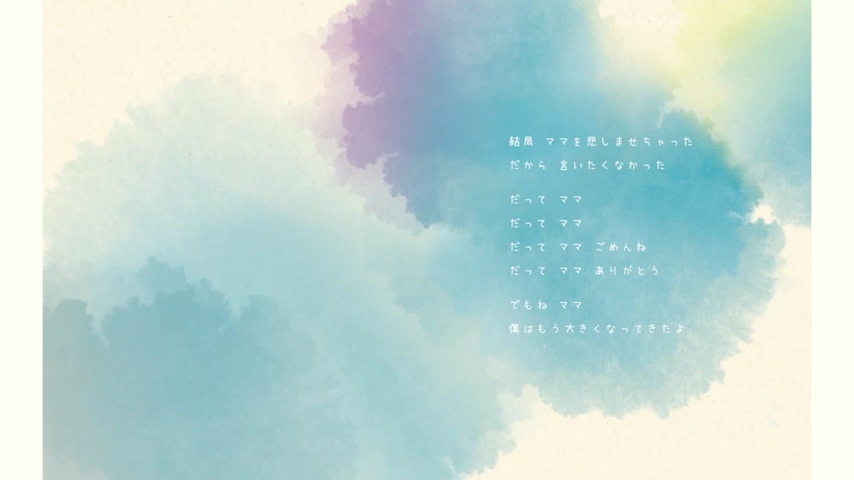 結局 ママを悲しませちゃった
だから 言いたくなかった
だって ママ
だって ママ
だって ママ ごめんね
だって ママ ありがとう
でもね ママ
僕はもう大きくなってきたよ